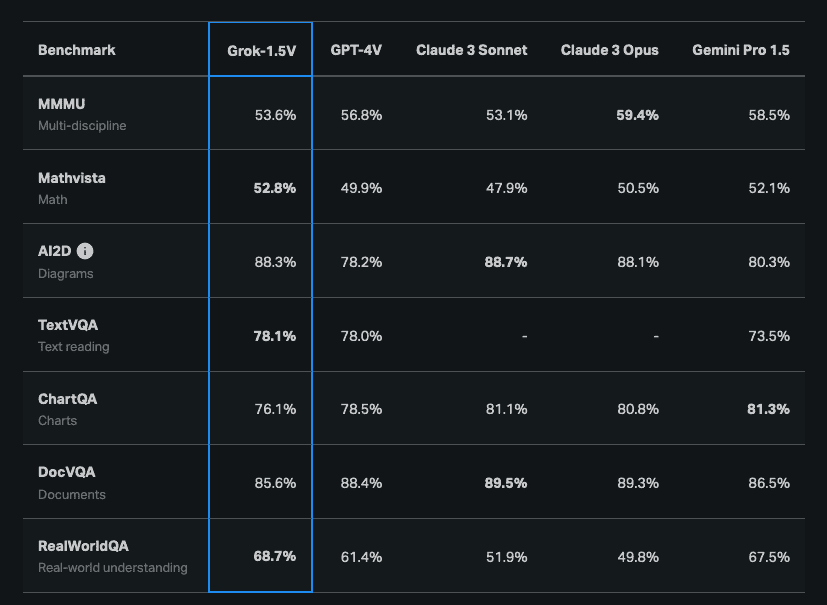 Benchmark Grok-1.5V GPT-4V Claude 3 Sonnet Claude 3 Opus Gemini Pro 1.5
MMMU
Multi-discipline
53.6% 56.8% 53.1% 59.4% 58.5%
Mathvista
Math
52.8% 49.9% 47.9% 50.5% 52.1%
AI2D i
Diagrams
88.3% 78.2% 88.7% 88.1% 80.3%
TextVQA
Text reading
78.1% 78.0% - - 73.5%
ChartQA
Charts
76.1% 78.5% 81.1% 80.8% 81.3%
DocVQA
Documents
85.6% 88.4% 89.5% 89.3% 86.5%
RealWorldQA
Real-world understanding
68.7% 61.4% 51.9% 49.8% 67.5%